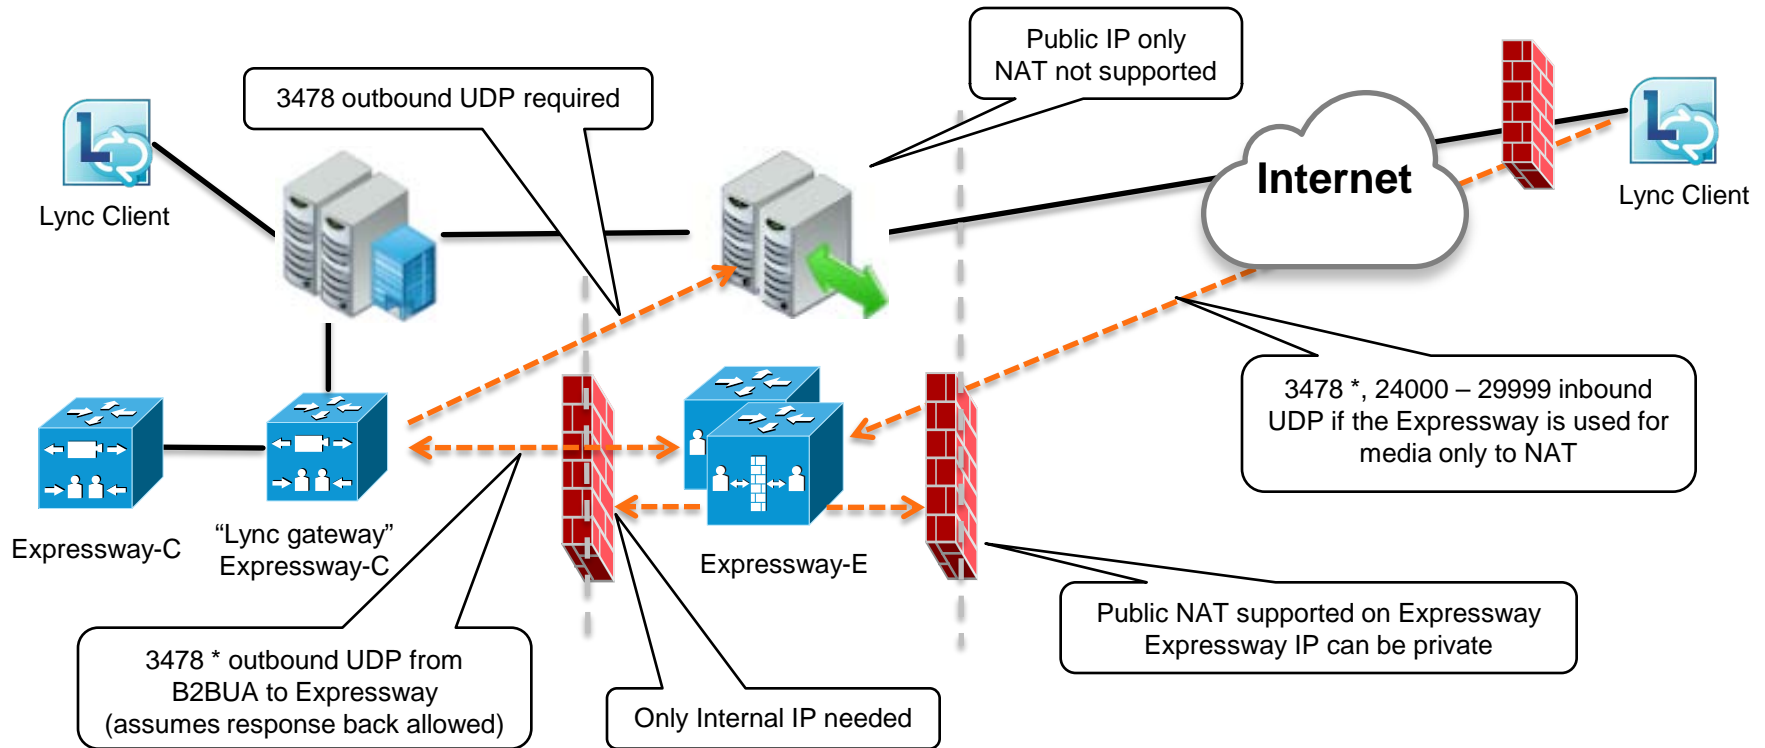 Public IP only
NAT not supported
3478 outbound UDP required
Internet
Lync Client
Lync Client
3478 *, 24000 – 29999 inbound
UDP if the Expressway is used for
media only to NAT
Expressway-C
“Lync gateway”
Expressway-C
Expressway-E
Public NAT supported on Expressway
Expressway IP can be private
3478 * outbound UDP from
B2BUA to Expressway
(assumes response back allowed)
Only Internal IP needed